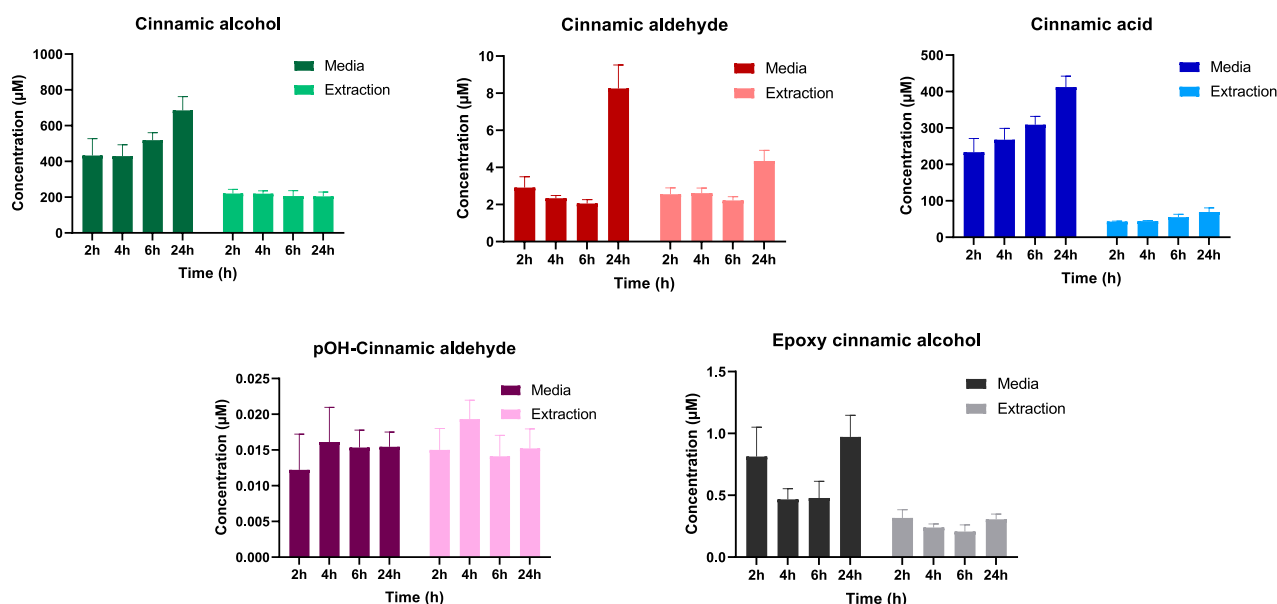 Cinnamic alcohol
Concentration (µM)
1000
800
600
400
200
0
Media
Extraction
2h 4h 6h 24h 2h 4h 6h 24h
Time (h)
Cinnamic aldehyde
Concentration (µM)
10
8
6
4
2
0
Media
Extraction
2h 4h 6h 24h 2h 4h 6h 24h
Time (h)
Cinnamic acid
Concentration (µM)
500
400
300
200
100
0
Media
Extraction
2h 4h 6h 24h 2h 4h 6h 24h
Time (h)
pOH-Cinnamic aldehyde
Concentration (µM)
0.025
0.020
0.015
0.010
0.005
0.000
Media
Extraction
2h 4h 6h 24h 2h 4h 6h 24h
Time (h)
Epoxy cinnamic alcohol
Concentration (µM)
1.5
1.0
0.5
0.0
Media
Extraction
2h 4h 6h 24h 2h 4h 6h 24h
Time (h)